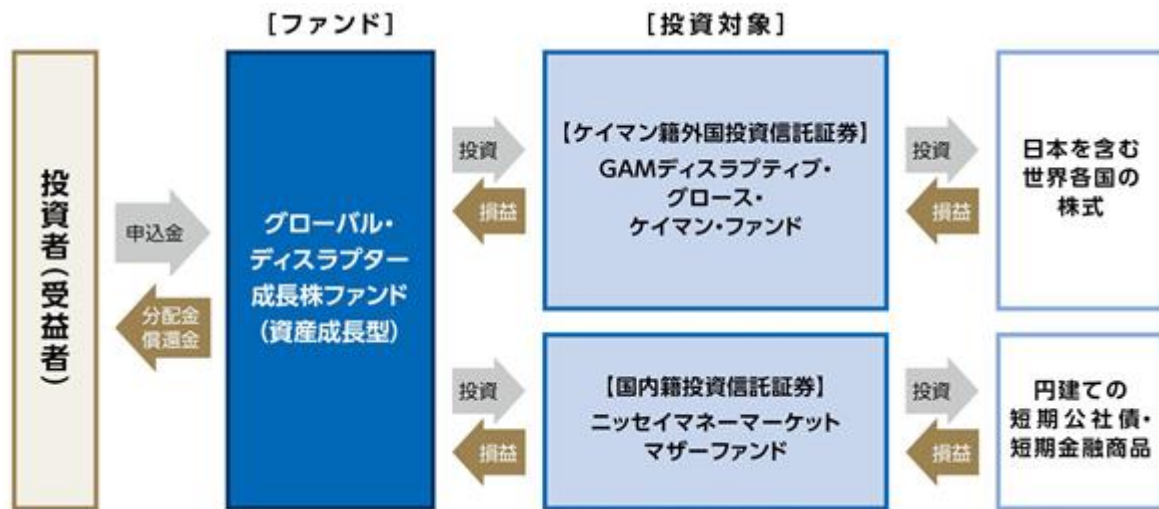 ［ファンド］
［投資対象］
投資者（受益者）
申込金
分配金
償還金
グローバル・
ディスラプター
成長株ファンド
（資産成長型）
投資
損益
【ケイマン籍外国投資信託証券】
GAMディスラプティブ・
グロース・
ケイマン・ファンド
投資
損益
日本を含む
世界各国の
株式
投資
損益
【国内籍投資信託証券】
ニッセイマネーマーケット
マザーファンド
投資
損益
円建ての
短期公社債・
短期金融商品